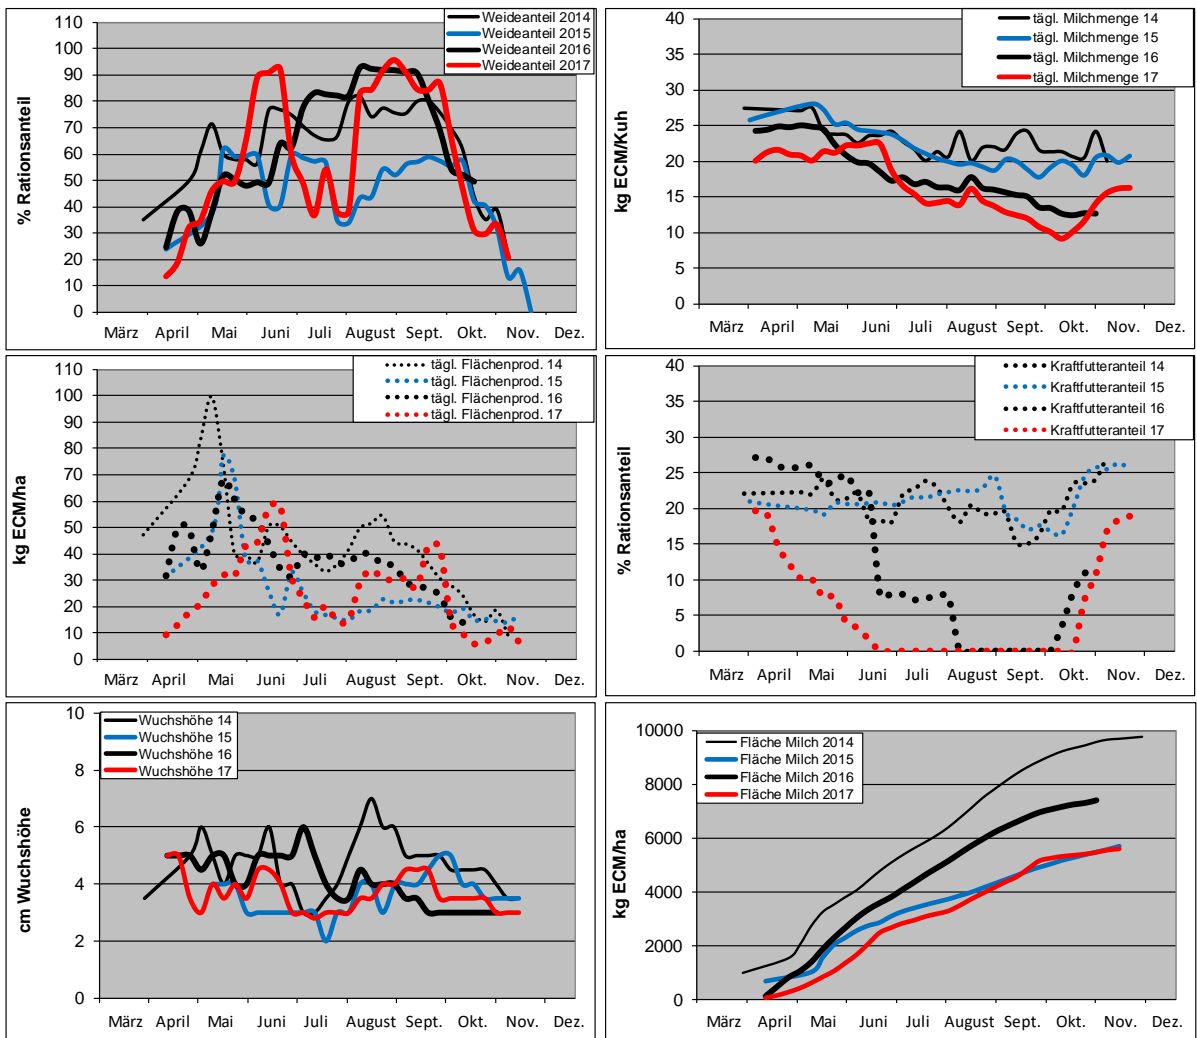 110
100
90
80
70
60
50
40
30
20
10
0
% Rationsanteil
Weideanteil 2014
Weideanteil 2015
Weideanteil 2016
Weideanteil 2017
März April Mai Juni Juli August Sept. Okt. Nov. Dez.
40
35
30
25
20
15
10
5
0
kg ECM/Kuh
tägl. Milchmenge 14
tägl. Milchmenge 15
tägl. Milchmenge 16
tägl. Milchmenge 17
März April Mai Juni Juli August Sept. Okt. Nov. Dez.
110
100
90
80
70
60
50
40
30
20
10
0
kg ECM/ha
tägl. Flächenprod. 14
tägl. Flächenprod. 15
tägl. Flächenprod. 16
tägl. Flächenprod. 17
März April Mai Juni Juli August Sept. Okt. Nov. Dez.
40
35
30
25
20
15
10
5
0
% Rationsanteil
Kraftfutteranteil 14
Kraftfutteranteil 15
Kraftfutteranteil 16
Kraftfutteranteil 17
März April Mai Juni Juli August Sept. Okt. Nov. Dez.
10
8
6
4
2
0
cm Wuchshöhe
Wuchshöhe 14
Wuchshöhe 15
Wuchshöhe 16
Wuchshöhe 17
März April Mai Juni Juli August Sept. Okt. Nov. Dez.
10000
8000
6000
4000
2000
0
kg ECM/ha
Fläche Milch 2014
Fläche Milch 2015
Fläche Milch 2016
Fläche Milch 2017
März April Mai Juni Juli August Sept. Okt. Nov. Dez.